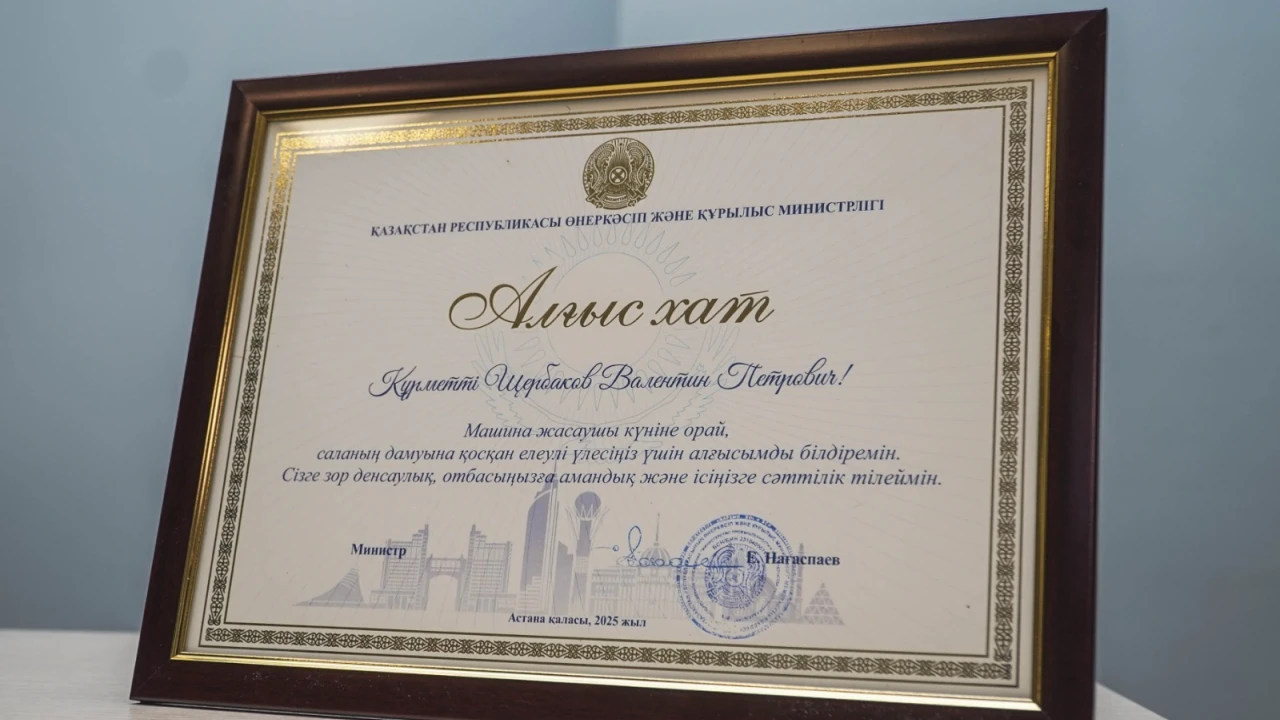 ҚАЗАҚСТАН РЕСПУБЛИКАСЫ ӨНЕРКӘСІП ЖӘНЕ ҚҰРЫЛЫС МИНИСТРЛІГІ
Алғыс хат
Құрметті Щербаков Валентин Петрович!
Машина жасаушы күніне орай,
саланың дамуына қосқан елеулі үлесіңіз үшін алғысымды білдіремін.
Сізге зор денсаулық, отбасыңызға амандық және ісіңізге сәттілік тілеймін.
Министр Е. Нағаспаев
Астана қаласы, 2025 жыл